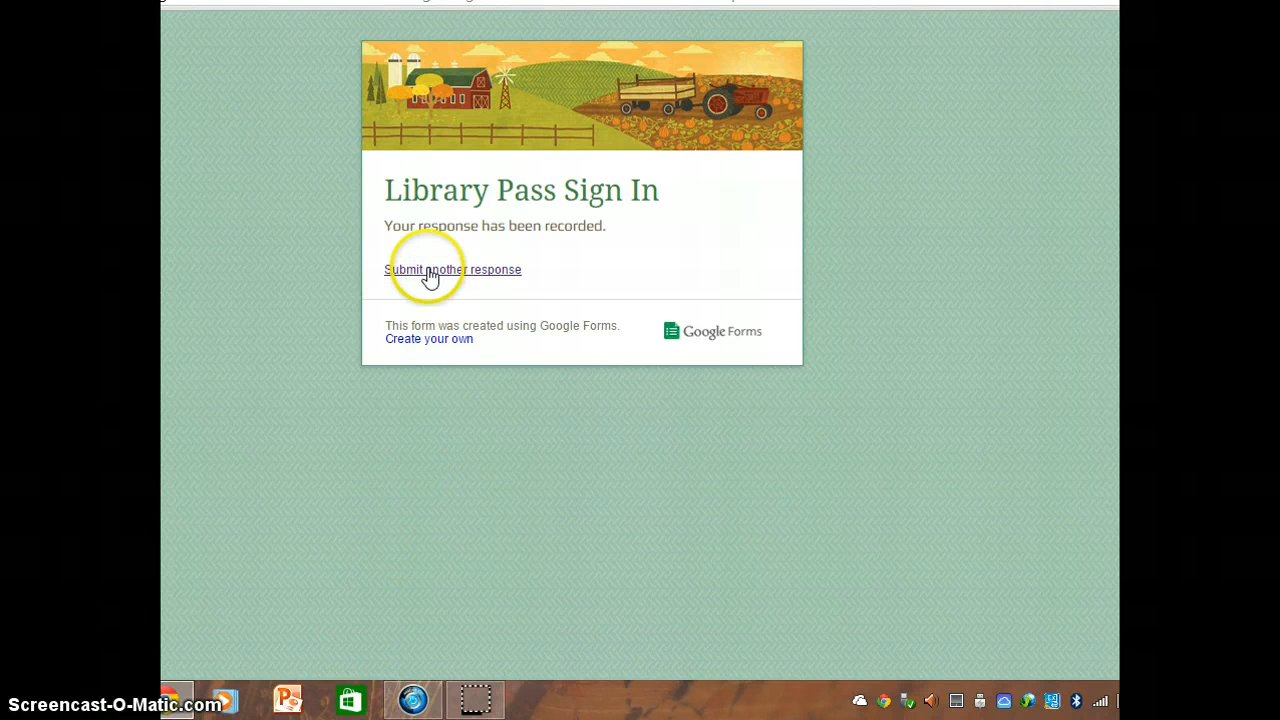 Library Pass Sign In
Your response has been recorded.
Submit another response
This form was created using Google Forms.
Create your own
Google Forms
Screencast-O-Matic.com